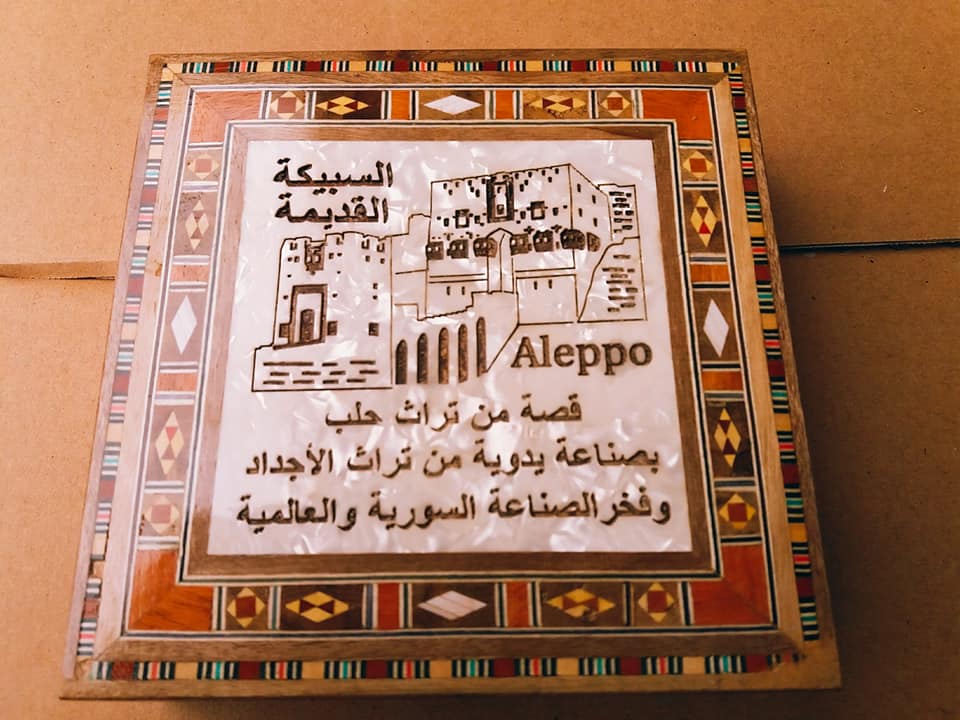 السبيكة
القديمة
Aleppo
قصة من تراث حلب
بصناعة يدوية من تراث الأجداد
وفخر الصناعة السورية والعالمية